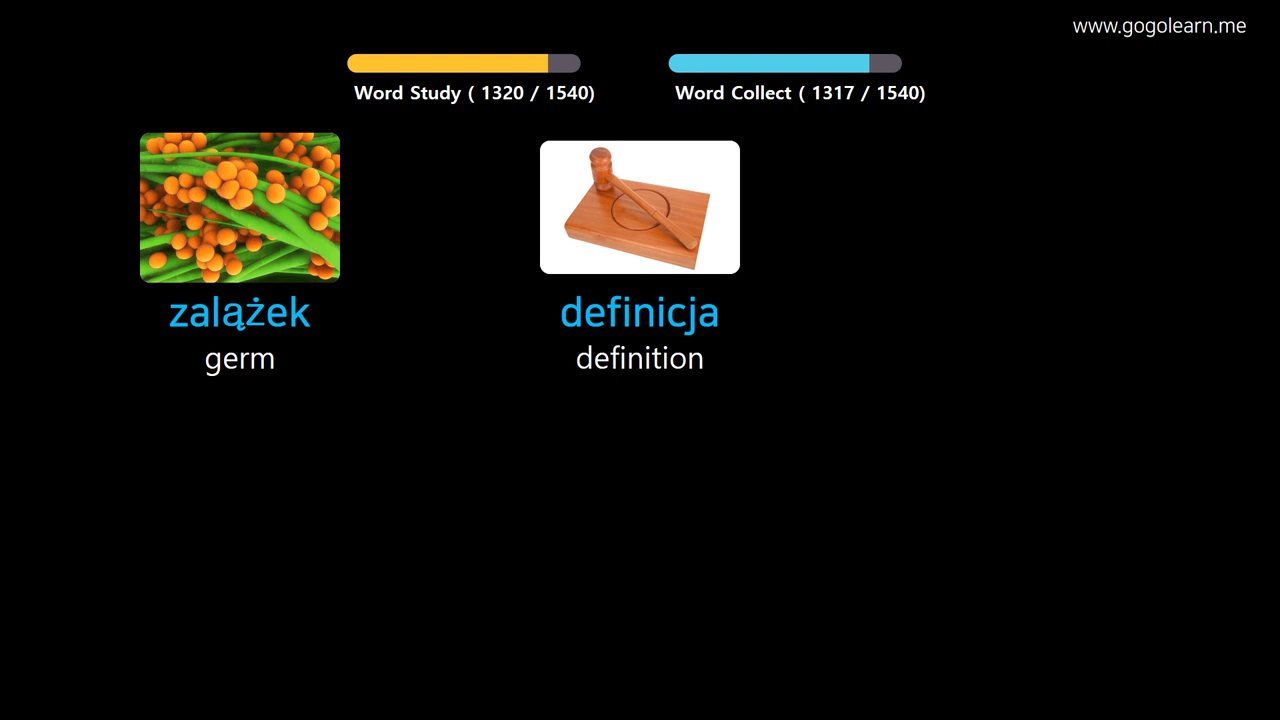 www.gogolearn.me
Word Study ( 1320 / 1540)
Word Collect ( 1317 / 1540)
zalążek
germ
definicja
definition